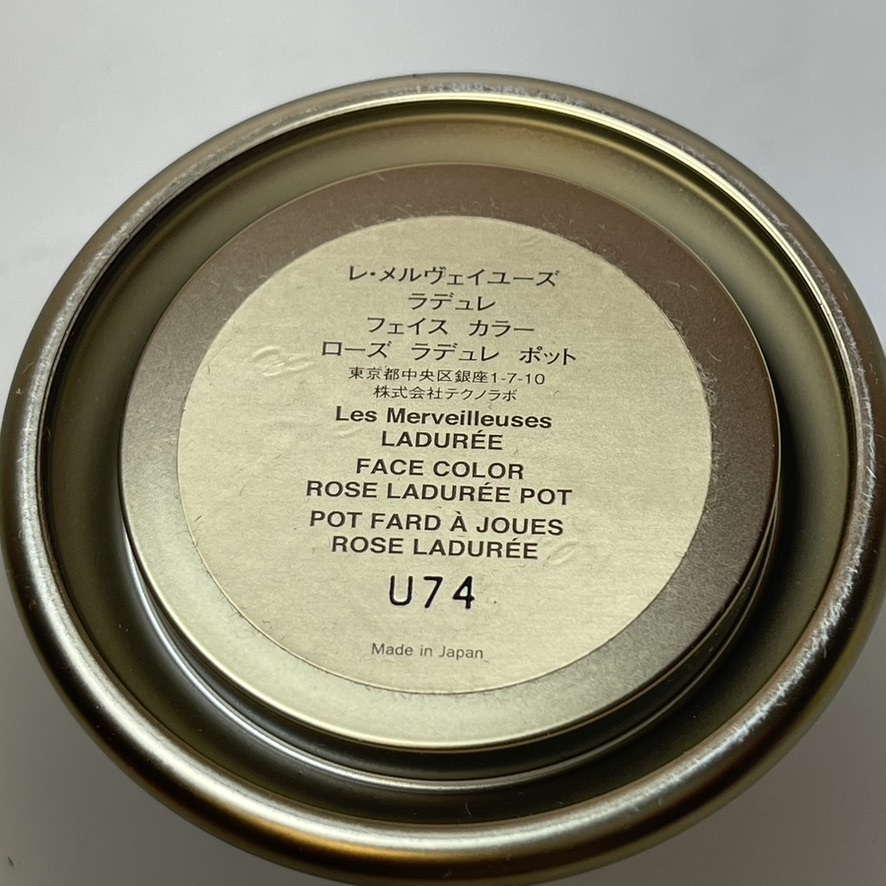 レ・メルヴェイユーズ
ラデュレ
フェイス カラー
ローズ ラデュレ ポット
東京都中央区銀座1-7-10
株式会社テクノラボ
Les Merveilleuses
LADURÉE
FACE COLOR
ROSE LADURÉE POT
POT FARD À JOUES
ROSE LADURÉE
U74
Made in Japan